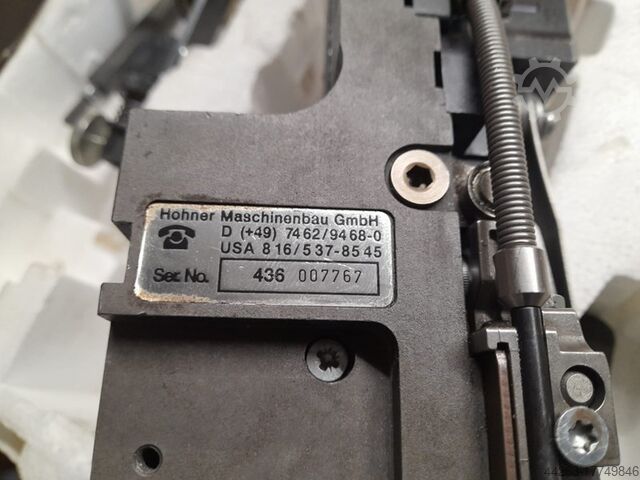 Hohner Maschinenbau GmbH
D (+49) 7462/9468-0
USA 816/537-8545
Ser. No. 436 007767